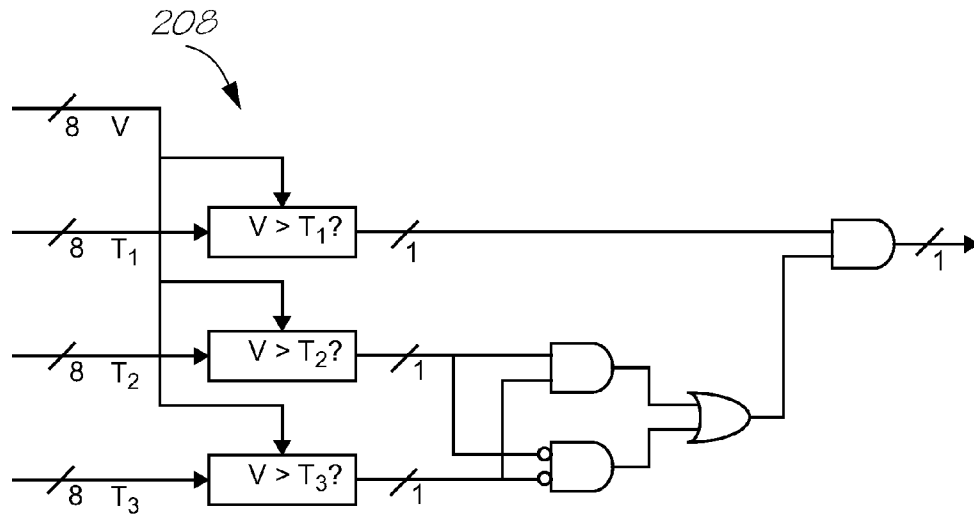 208
8 V
8 T₁
V > T₁?
1
1
8 T₂
V > T₂?
1
8 T₃
V > T₃?
1